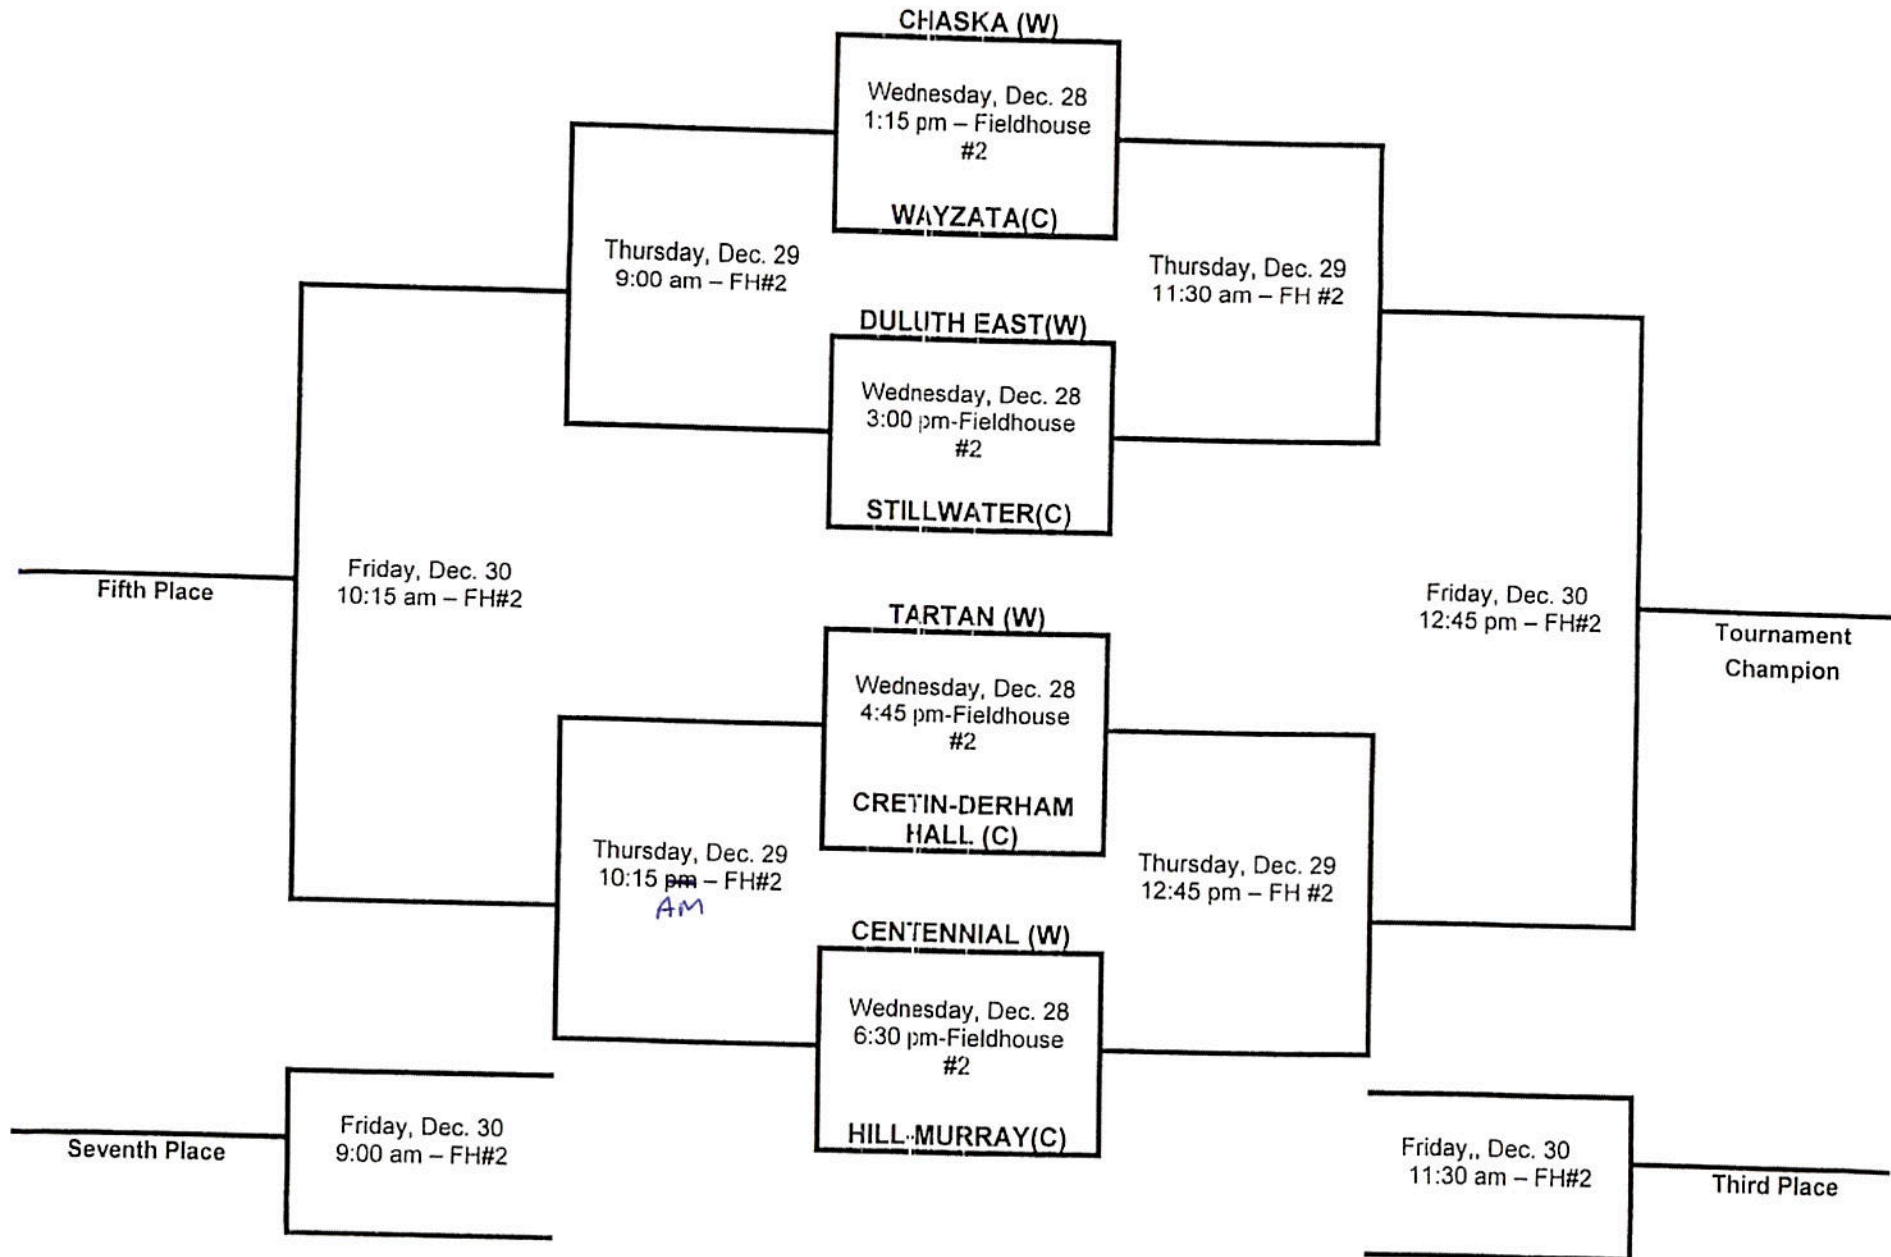 CHASKA (W)
Wednesday, Dec. 28
1:15 pm – Fieldhouse
#2
WAYZATA(C)
Thursday, Dec. 29
9:00 am – FH#2
Thursday, Dec. 29
11:30 am – FH #2
DULUTH EAST(W)
Wednesday, Dec. 28
3:00 pm-Fieldhouse
#2
STILLWATER(C)
Fifth Place
Friday, Dec. 30
10:15 am – FH#2
Friday, Dec. 30
12:45 pm – FH#2
Tournament
Champion
TARTAN (W)
Wednesday, Dec. 28
4:45 pm-Fieldhouse
#2
CRETIN-DERHAM
HALL (C)
Thursday, Dec. 29
10:15 pm – FH#2
AM
Thursday, Dec. 29
12:45 pm – FH #2
CENTENNIAL (W)
Wednesday, Dec. 28
6:30 pm-Fieldhouse
#2
HILL-MURRAY(C)
Seventh Place
Friday, Dec. 30
9:00 am – FH#2
Friday,, Dec. 30
11:30 am – FH#2
Third Place